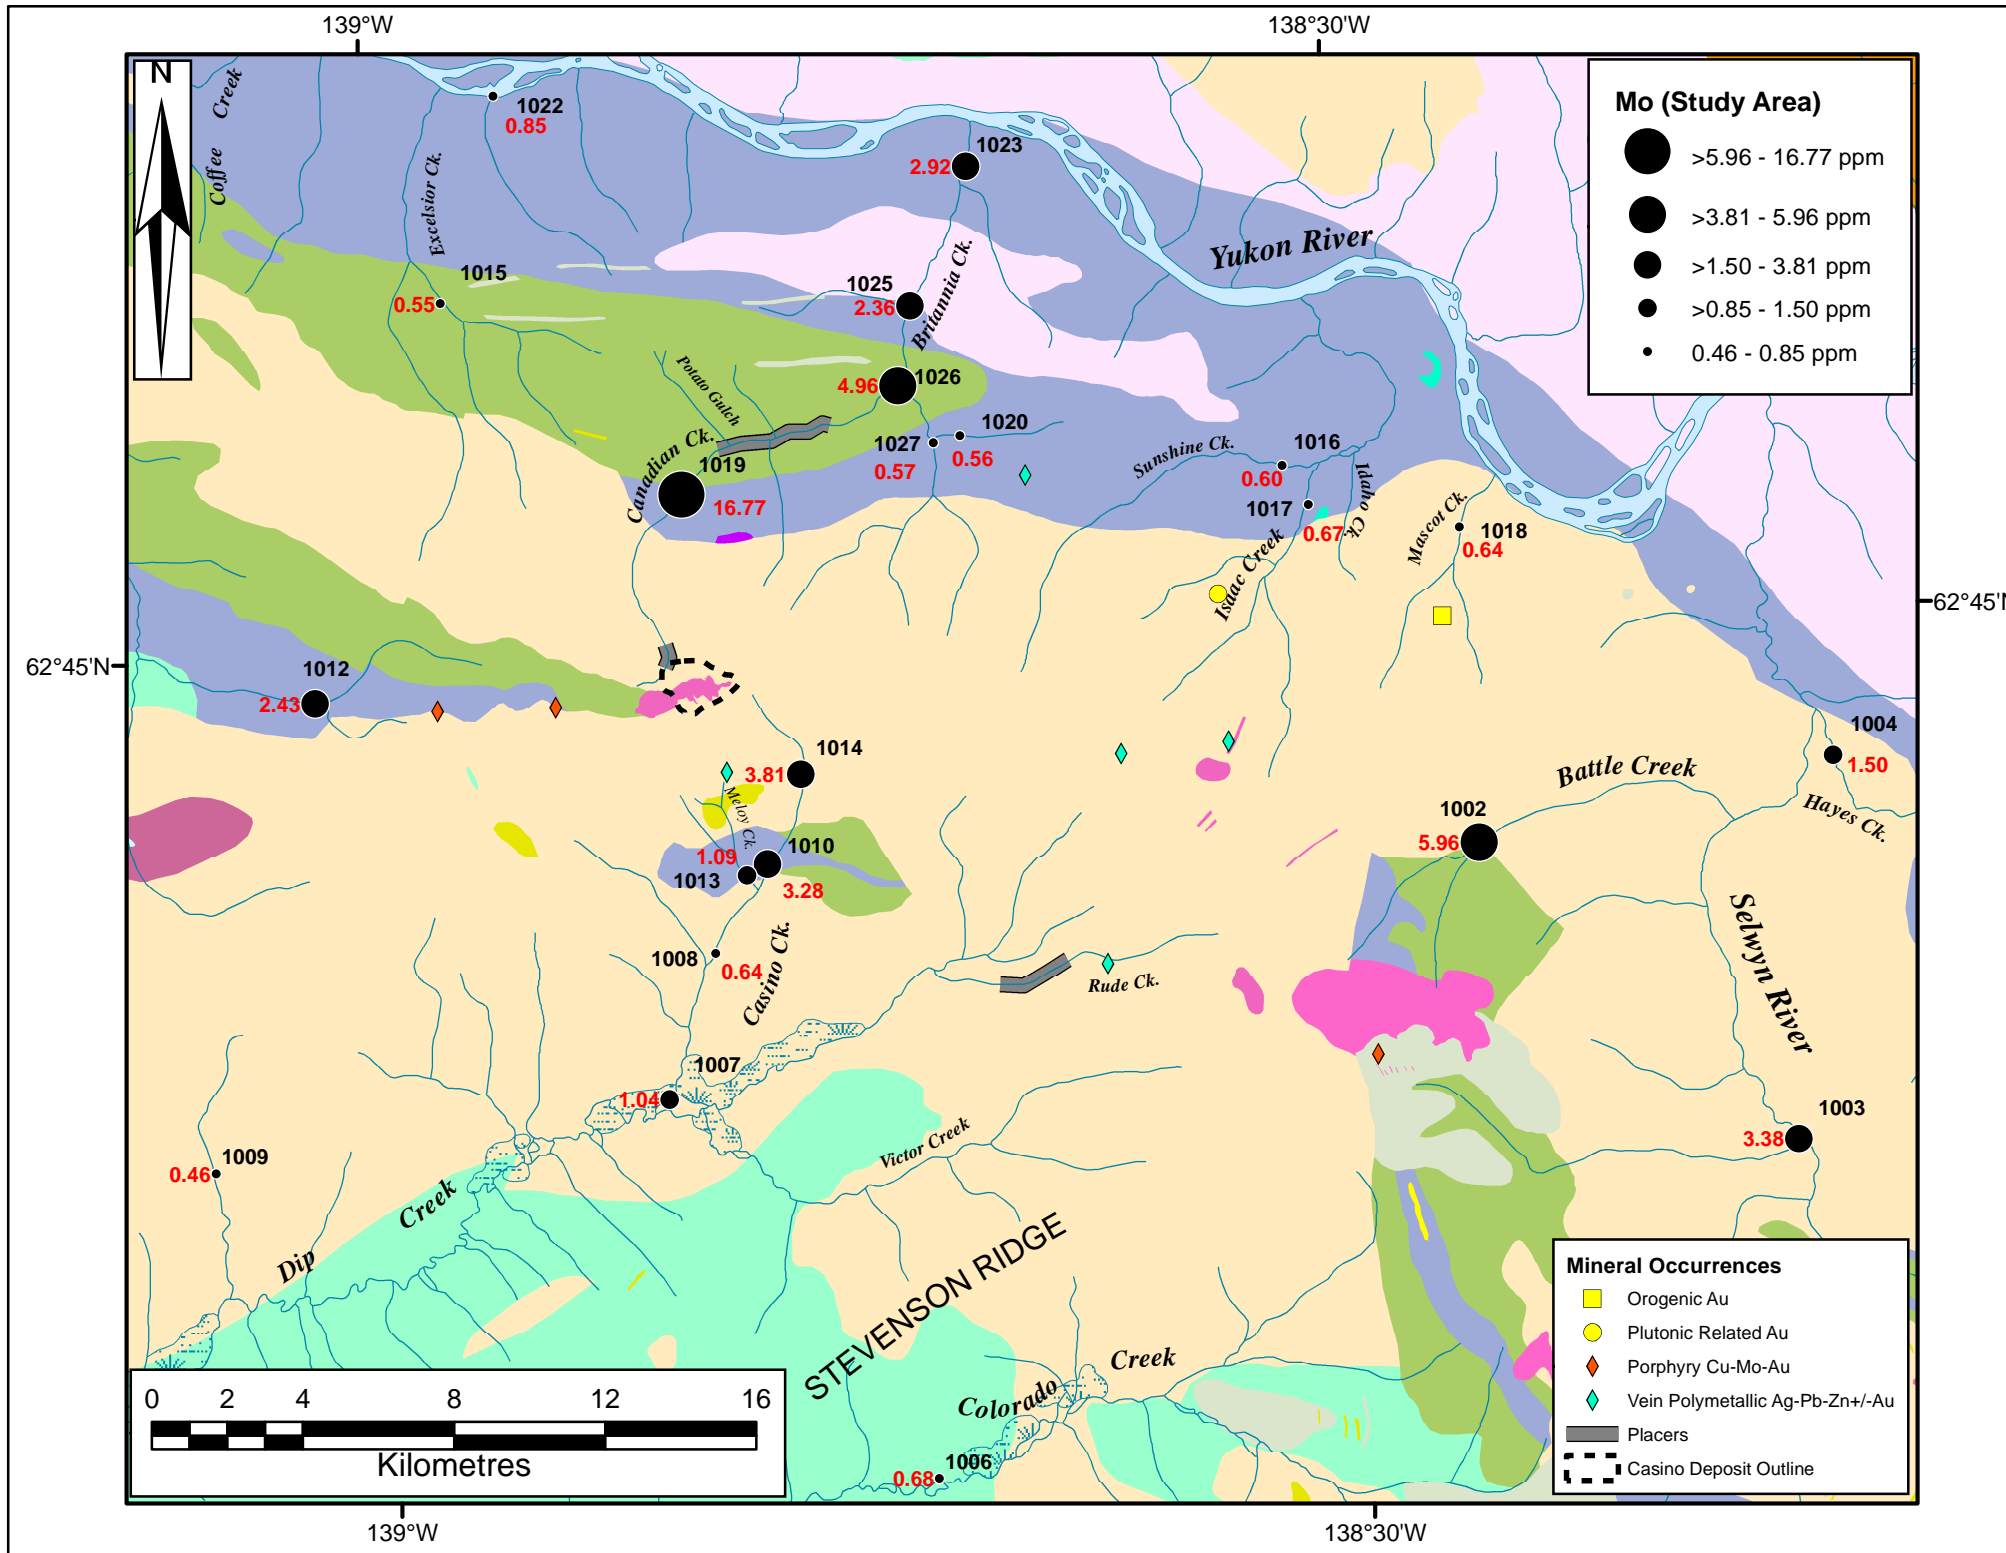 139°W
138°30'W
N
Coffee Creek
1022
0.85
Excelsior Ck.
1023
2.92
Mo (Study Area)
>5.96 - 16.77 ppm
>3.81 - 5.96 ppm
>1.50 - 3.81 ppm
>0.85 - 1.50 ppm
0.46 - 0.85 ppm
Yukon River
1015
0.55
1025
2.36
Britannia Ck.
Potato Gulch
1026
4.96
Canadian Ck.
1019
16.77
1027
0.57
1020
0.56
Sunshine Ck.
1016
0.60
1017
0.67
Idaho Ck.
Isaac Creek
Mascot Ck.
1018
0.64
62°45'N
62°45'N
1012
2.43
1014
3.81
Meloy Ck.
1004
1.50
Battle Creek
Hayes Ck.
1002
5.96
1010
3.28
1.09
1013
1008
0.64
Casino Ck.
Rude Ck.
Selwyn River
1007
1.04
1003
3.38
1009
0.46
Victor Creek
Dip Creek
STEVENSON RIDGE
Colorado Creek
1006
0.68
0 2 4 8 12 16
Kilometres
Mineral Occurrences
Orogenic Au
Plutonic Related Au
Porphyry Cu-Mo-Au
Vein Polymetallic Ag-Pb-Zn+/-Au
Placers
Casino Deposit Outline
139°W
138°30'W